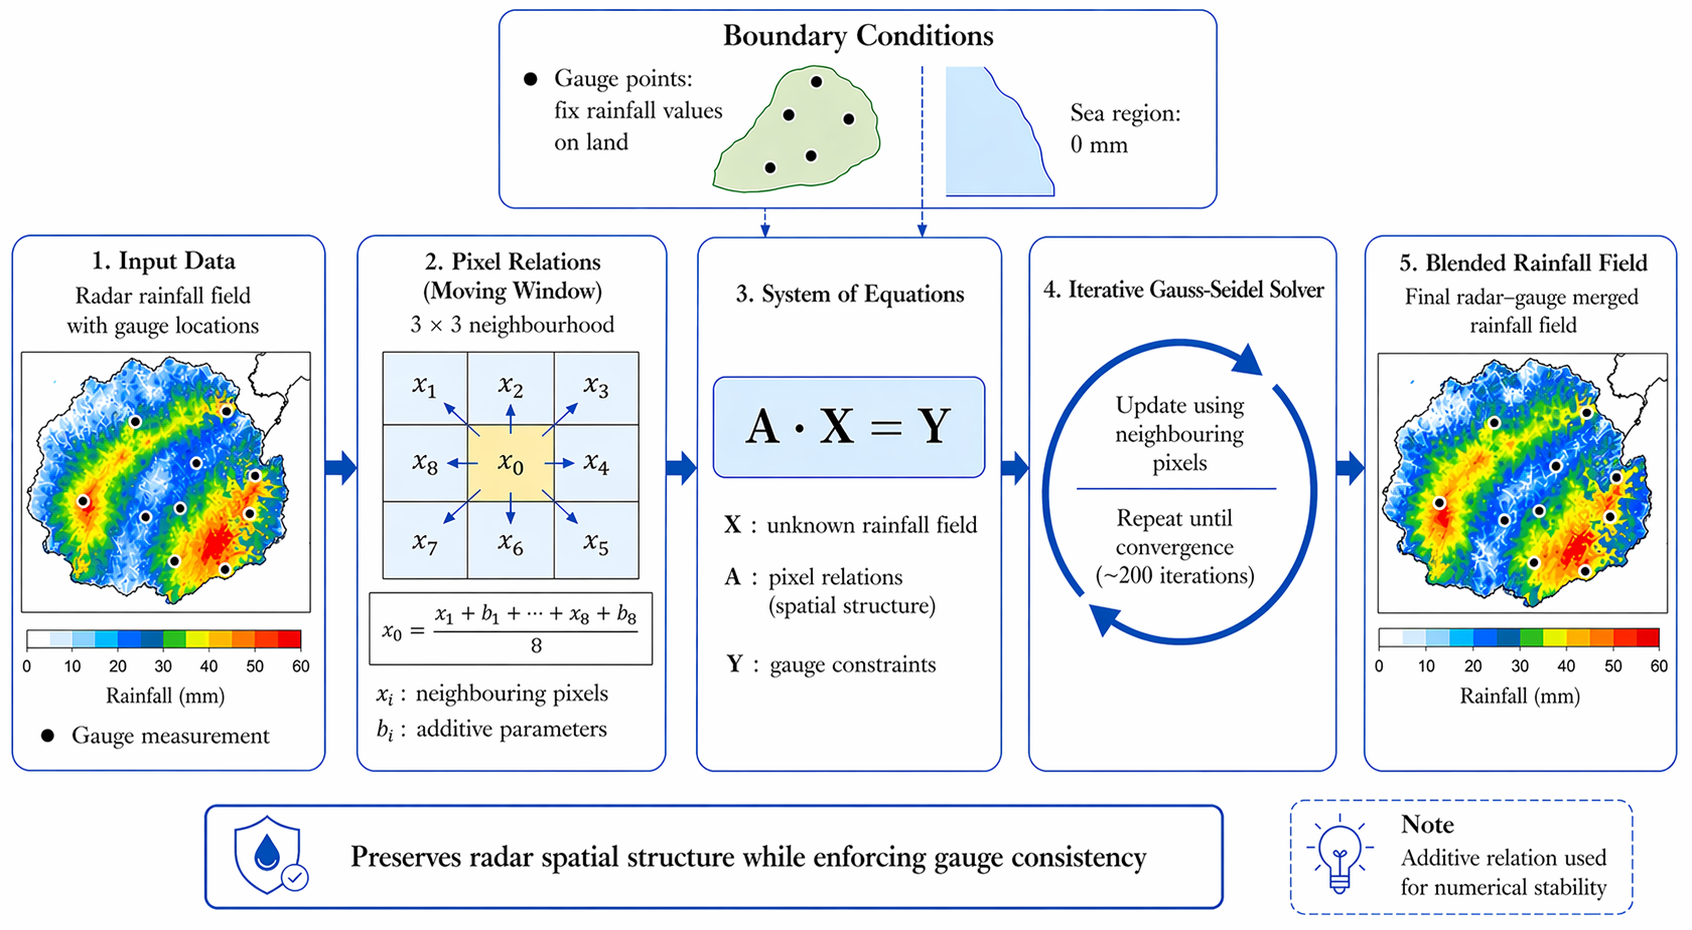 Boundary Conditions
Gauge points:
fix rainfall values
on land
Sea region:
0 mm
1. Input Data
Radar rainfall field
with gauge locations
0 10 20 30 40 50 60
Rainfall (mm)
Gauge measurement
2. Pixel Relations
(Moving Window)
3 × 3 neighbourhood
x₁ x₂ x₃
x₈ x₀ x₄
x₇ x₆ x₅
x₀ = (x₁ + b₁ + ⋯ + x₈ + b₈) / 8
xᵢ : neighbouring pixels
bᵢ : additive parameters
3. System of Equations
A · X = Y
X : unknown rainfall field
A : pixel relations
(spatial structure)
Y : gauge constraints
4. Iterative Gauss-Seidel Solver
Update using
neighbouring
pixels
Repeat until
convergence
(~200 iterations)
5. Blended Rainfall Field
Final radar–gauge merged
rainfall field
0 10 20 30 40 50 60
Rainfall (mm)
Preserves radar spatial structure while enforcing gauge consistency
Note
Additive relation used
for numerical stability